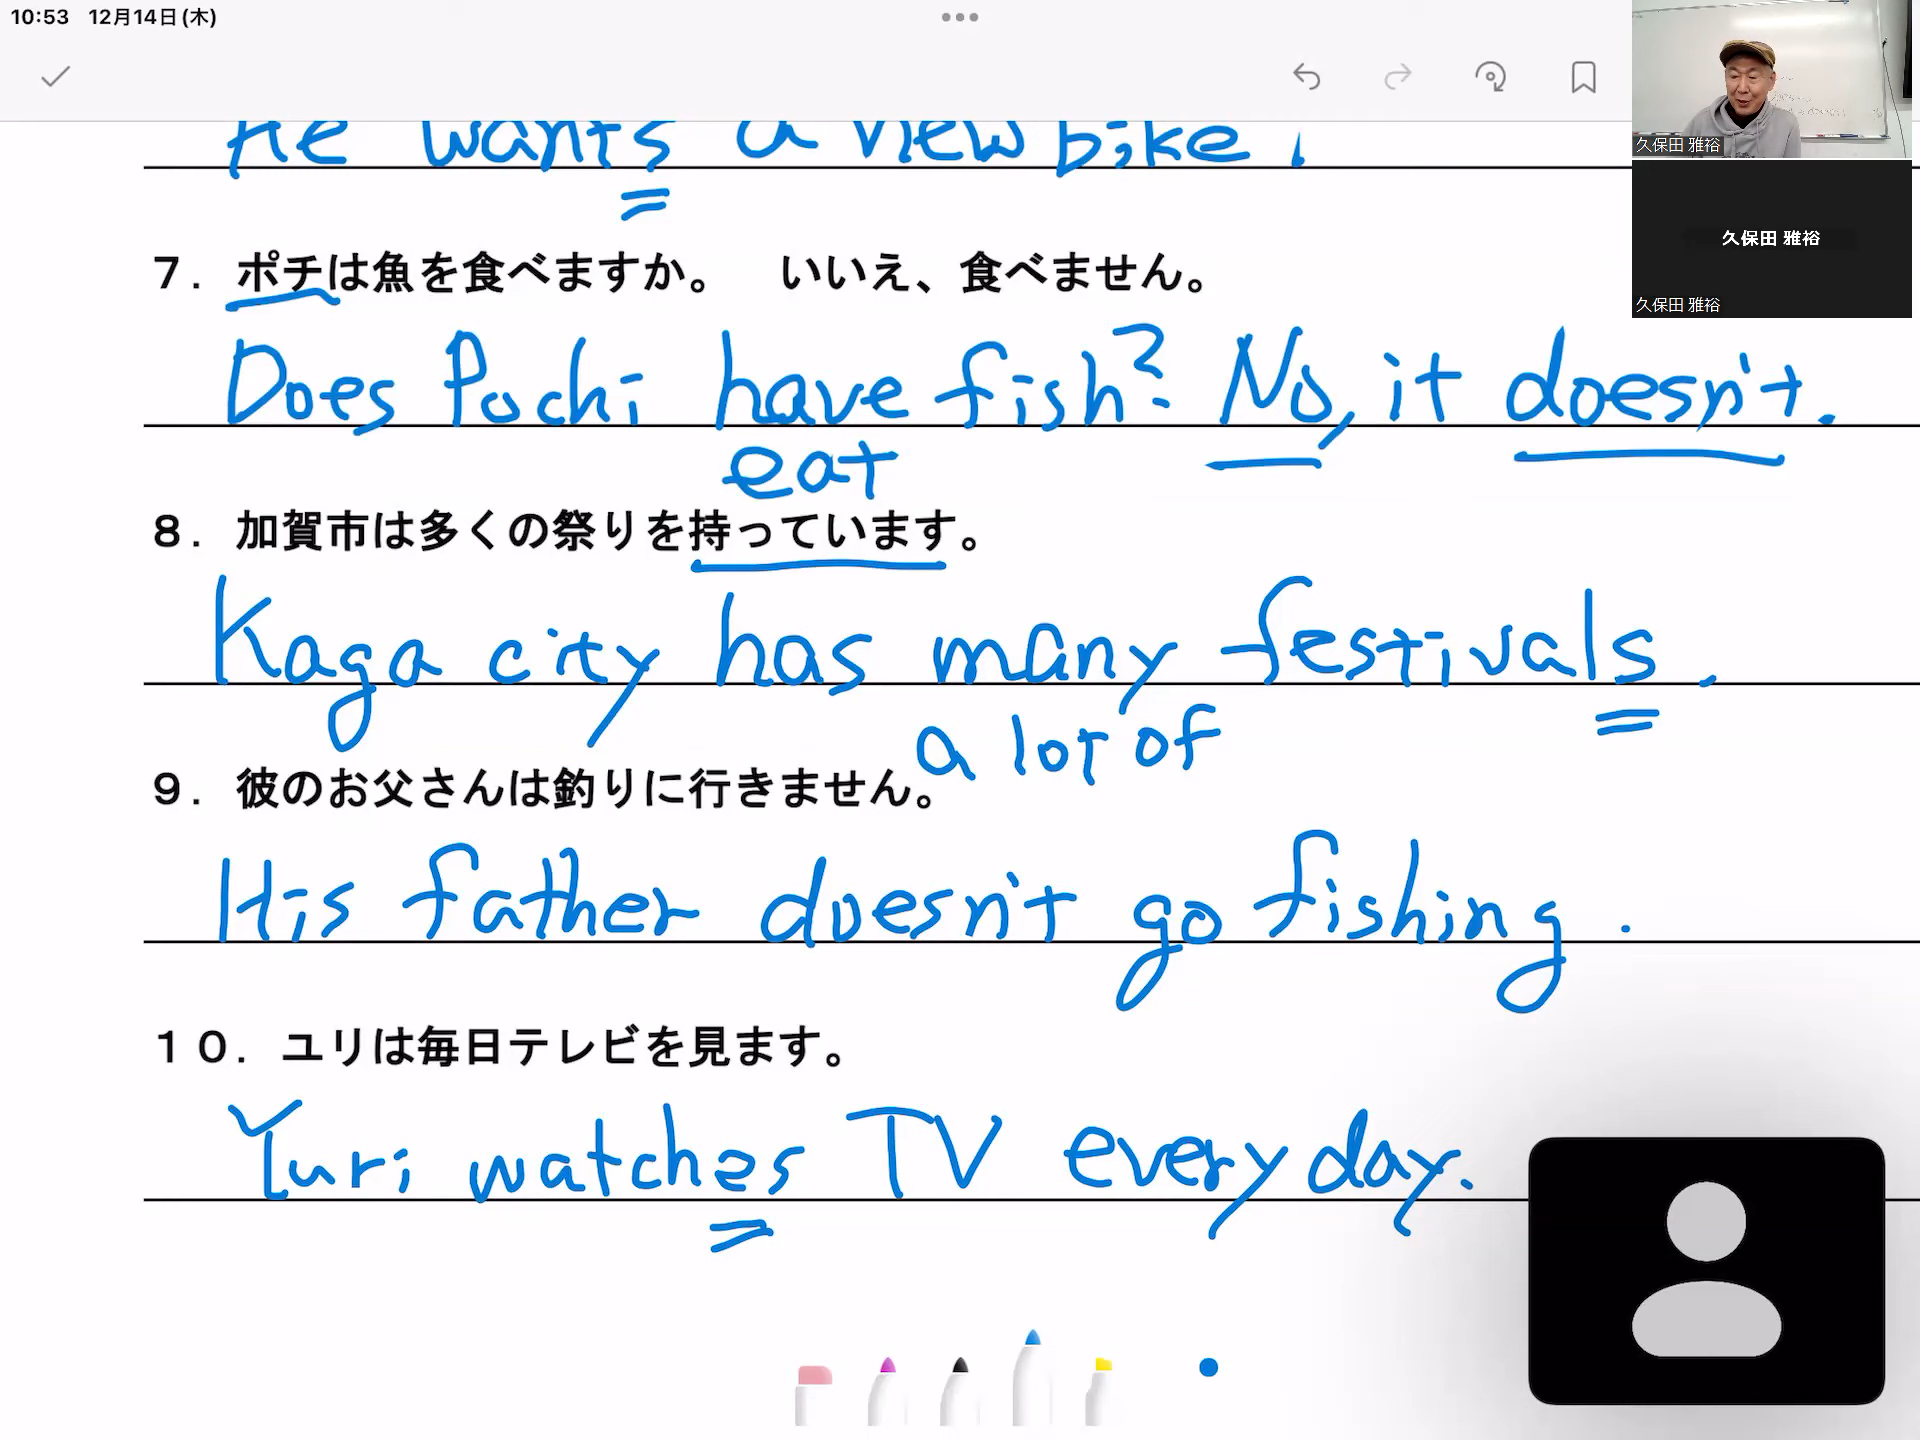 10:53 12月14日(木)
久保田 雅裕
久保田 雅裕
久保田 雅裕
He wants a new bike.
7. ポチは魚を食べますか。 いいえ、食べません。
Does Pochi have fish? No, it doesn't.
eat
8. 加賀市は多くの祭りを持っています。
Kaga city has many festivals.
a lot of
9. 彼のお父さんは釣りに行きません。
His father doesn't go fishing.
10. ユリは毎日テレビを見ます。
Yuri watches TV every day.